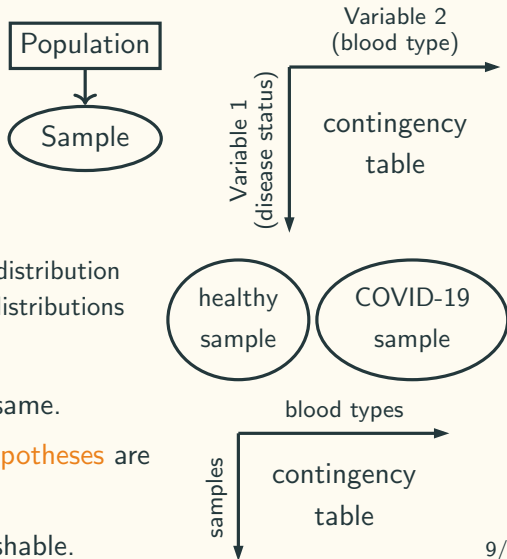 Population
Sample
Variable 2
(blood type)
Variable 1
(disease status)
contingency
table
distribution
distributions
healthy
sample
COVID-19
sample
same.
potheses are
blood types
samples
contingency
table
shable.
9/